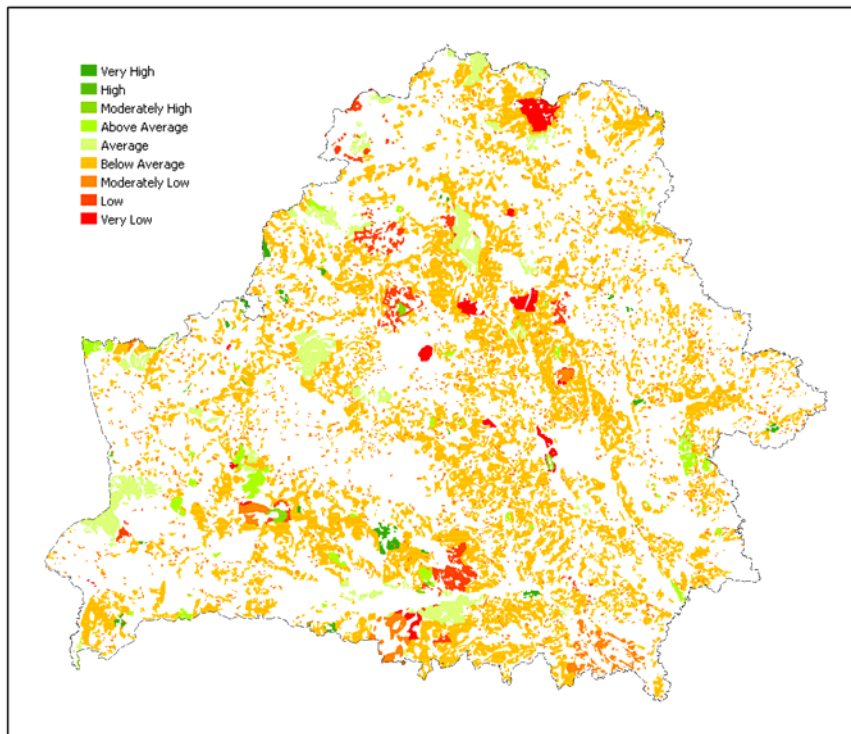 Very High
High
Moderately High
Above Average
Average
Below Average
Moderately Low
Low
Very Low